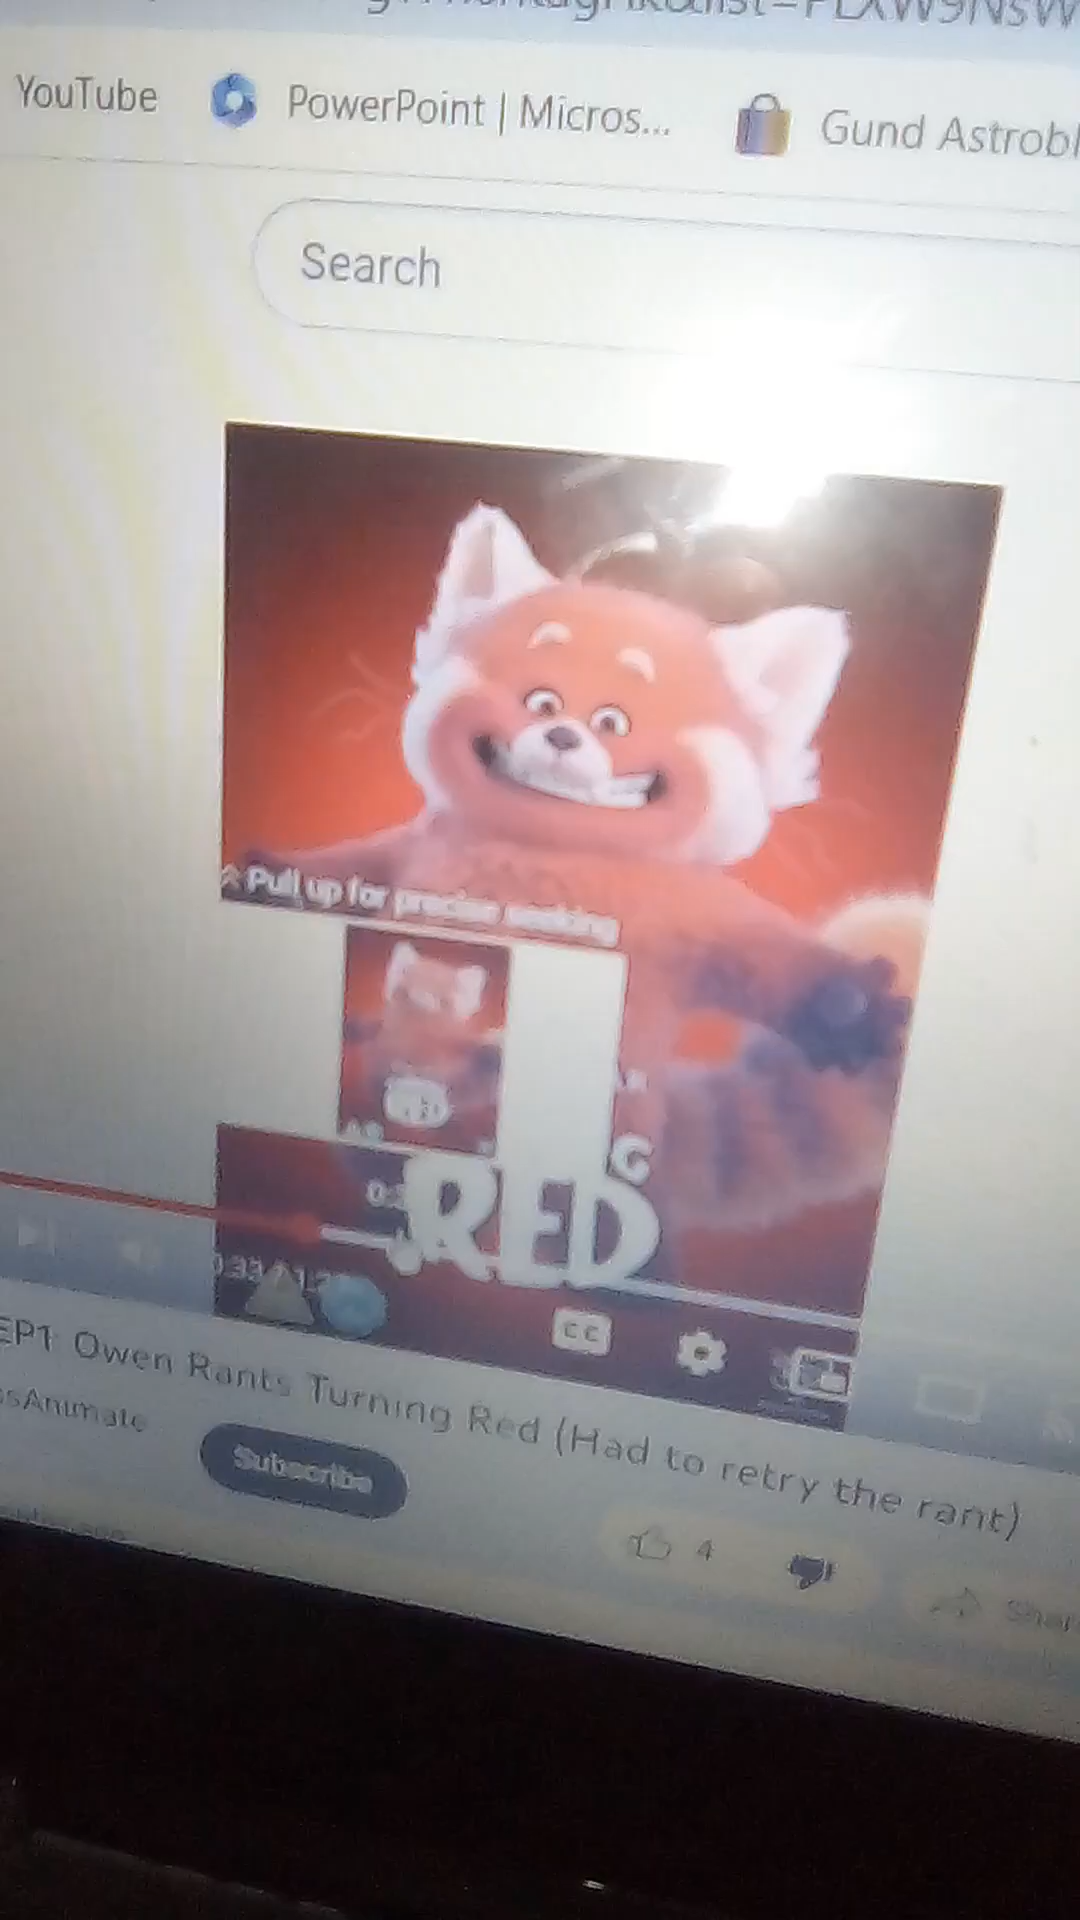 YouTube
PowerPoint | Micros...
Gund Astrobl
Search
Pull up for precise seeking
G
RED
CC
EP1 Owen Rants Turning Red (Had to retry the rant)
sAnimate
Subscribe
4
Shar